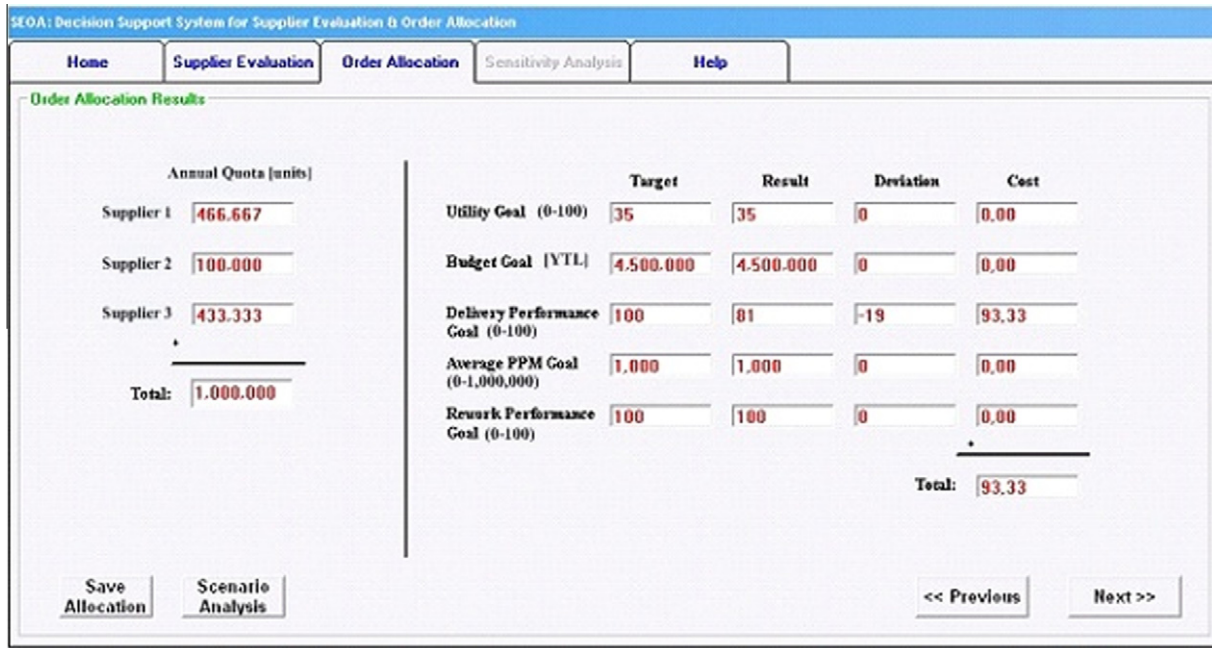 SEOA: Decision Support System for Supplier Evaluation & Order Allocation
Home Supplier Evaluation Order Allocation Sensitivity Analysis Help
Order Allocation Results
Annual Quota [units]
Supplier 1 466.667
Supplier 2 100.000
Supplier 3 433.333
+
Total: 1.000.000
Target Result Deviation Cost
Utility Goal (0-100) 35 35 0 0,00
Budget Goal [YTL] 4.500.000 4.500.000 0 0,00
Delivery Performance 100 81 -19 93,33
Goal (0-100)
Average PPM Goal 1.000 1.000 0 0,00
(0-1,000,000)
Rework Performance 100 100 0 0,00
Goal (0-100)
+
Total: 93,33
Save Allocation
Scenario Analysis
<< Previous Next >>